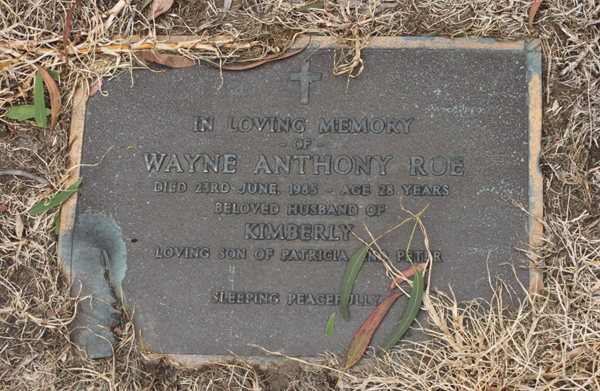 IN LOVING MEMORY
- OF -
WAYNE ANTHONY ROE
DIED 23RD JUNE, 1985 - AGE 28 YEARS
BELOVED HUSBAND OF
KIMBERLY
LOVING SON OF PATRICIA AND PETER
SLEEPING PEACEFULLY